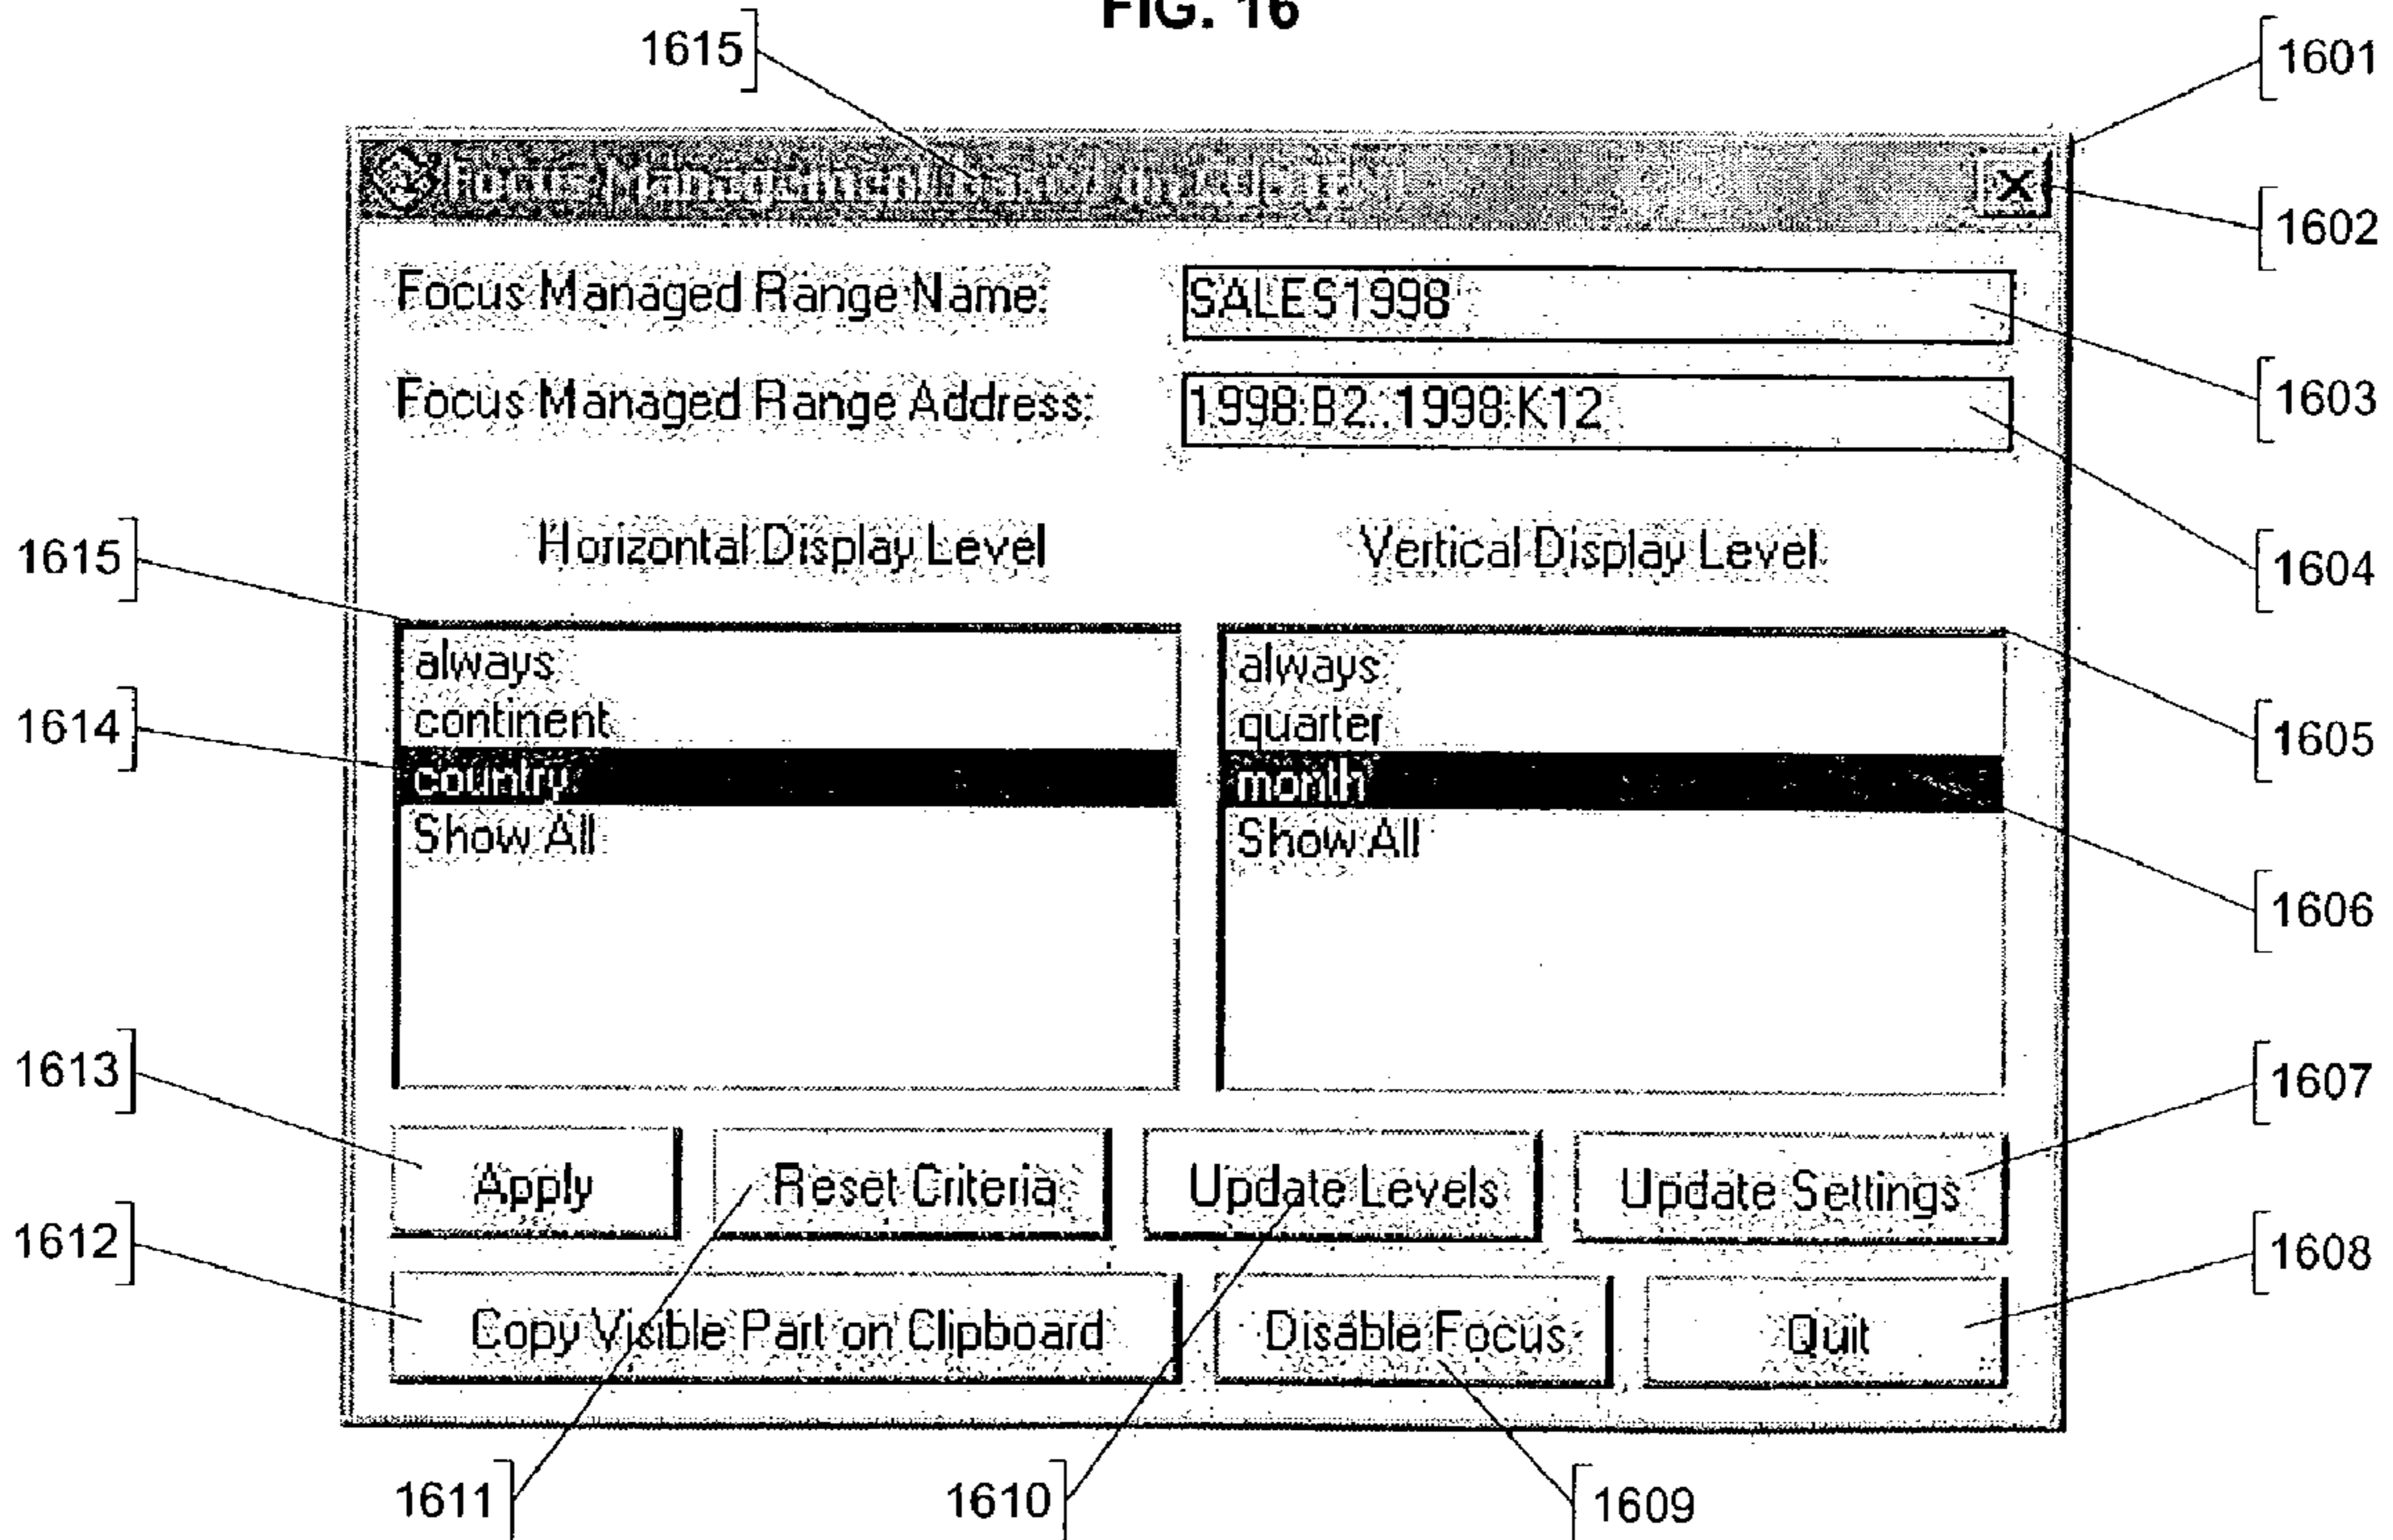 FIG. 16
1615
1601
Focus Management
1602
Focus Managed Range Name:
SALES1998
1603
Focus Managed Range Address:
1998:B2..1998:K12
1604
1615
Horizontal Display Level
Vertical Display Level
always
continent
country
Show All
always
quarter
month
Show All
1614
1605
1606
1613
1607
Apply
Reset Criteria
Update Levels
Update Settings
1612
1608
Copy Visible Part on Clipboard
Disable Focus
Quit
1611
1610
1609